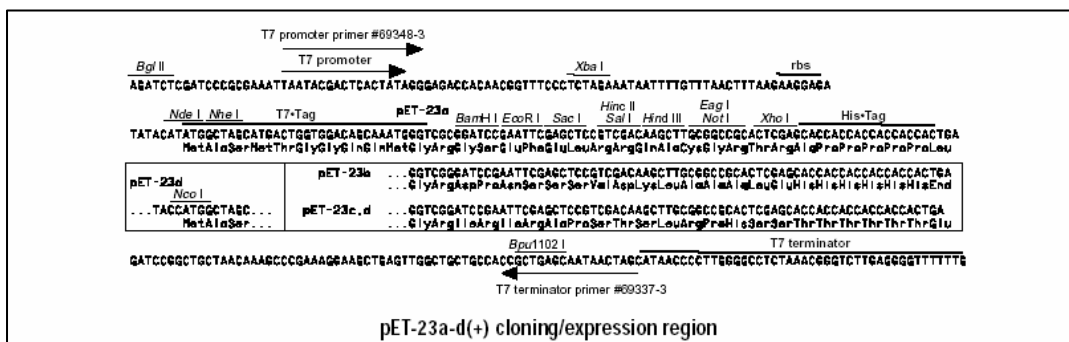 T7 promoter primer #69348-3
Bgl II T7 promoter Xba I rbs
AGATCTCGATCCCGCGAAATTAATACGACTCACTATAGGGAGACCACAACGGTTTCCCTCTAGAAATAATTTTGTTTAACTTTAAGAAGGAGA
Nde I Nhe I T7•Tag pET-23a BamH I EcoR I Sac I Hinc II Sal I Hind III Eag I Not I Xho I His•Tag
TATACATATGGCTAGCATGACTGGTGGACAGCAAATGGGTCGCGGATCCGAATTCGAGCTCCGTCGACAAGCTTGCGGCCGCACTCGAGCACCACCACCACCACCACTGA
MetAlaSerMetThrGlyGlyGlnGlnMetGlyArgGlySerGluPheGluLeuArgArgGlnAlaCysGlyArgThrArgAlaProProProProProLeu
pET-23d
Nco I
...TACCATGGCTAGC...
MetAlaSer
pET-23b ...GGTCGGGATCCGAATTCGAGCTCCGTCGACAAGCTTGCGGCCGCACTCGAGCACCACCACCACCACCACTGA
...GlyArgAspProAsnSerSerSerValAspLysLeuAlaAlaAlaLeuGluHisHisHisHisHisHisEnd
pET-23c,d ...GGTCGGATCCGAATTCGAGCTCCGTCGACAAGCTTGCGGCCGCACTCGAGCACCACCACCACCACCACTGA
...GlyArgIleArgIleArgAlaProSerThrSerLeuArgProHisSerSerThrThrThrThrThrThrGlu
Bpu1102 I T7 terminator
GATCCGGCTGCTAACAAAGCCCGAAAGGAAGCTGAGTTGGCTGCTGCCACCGCTGAGCAATAACTAGCATAACCCCTTGGGGCCTCTAAACGGGTCTTGAGGGGTTTTTTG
T7 terminator primer #69337-3
pET-23a-d(+) cloning/expression region